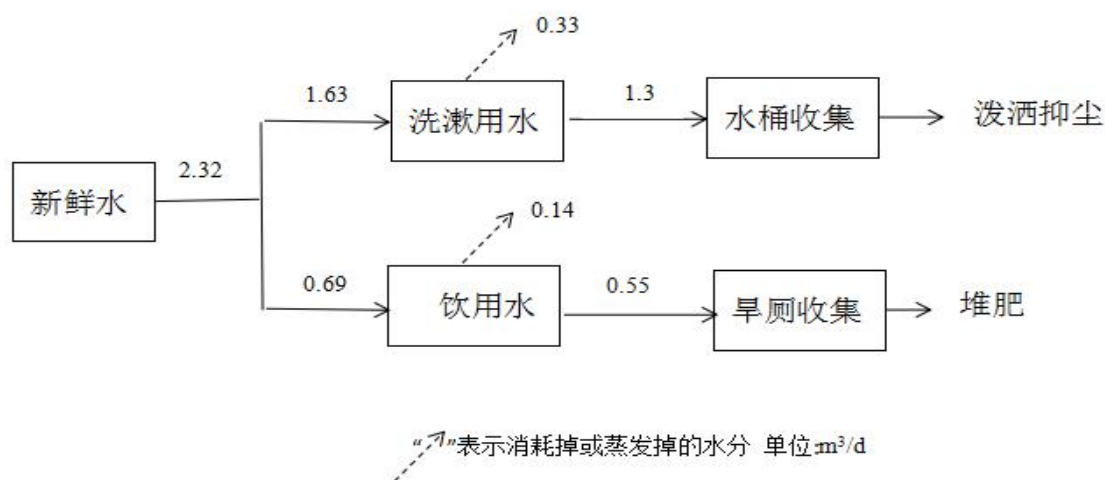 0.33
1.63
洗漱用水
1.3
水桶收集
泼洒抑尘
新鲜水
2.32
0.14
0.69
饮用水
0.55
旱厕收集
堆肥
“ ”表示消耗掉或蒸发掉的水分 单位:m³/d